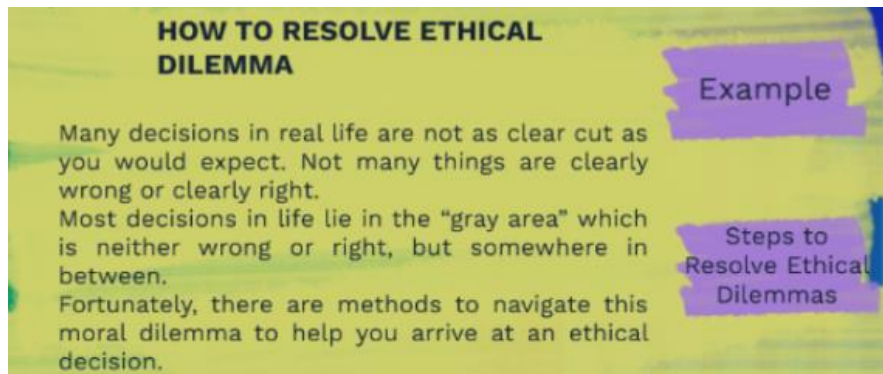 HOW TO RESOLVE ETHICAL
DILEMMA
Many decisions in real life are not as clear cut as
you would expect. Not many things are clearly
wrong or clearly right.
Most decisions in life lie in the “gray area” which
is neither wrong or right, but somewhere in
between.
Fortunately, there are methods to navigate this
moral dilemma to help you arrive at an ethical
decision.
Example
Steps to
Resolve Ethical
Dilemmas